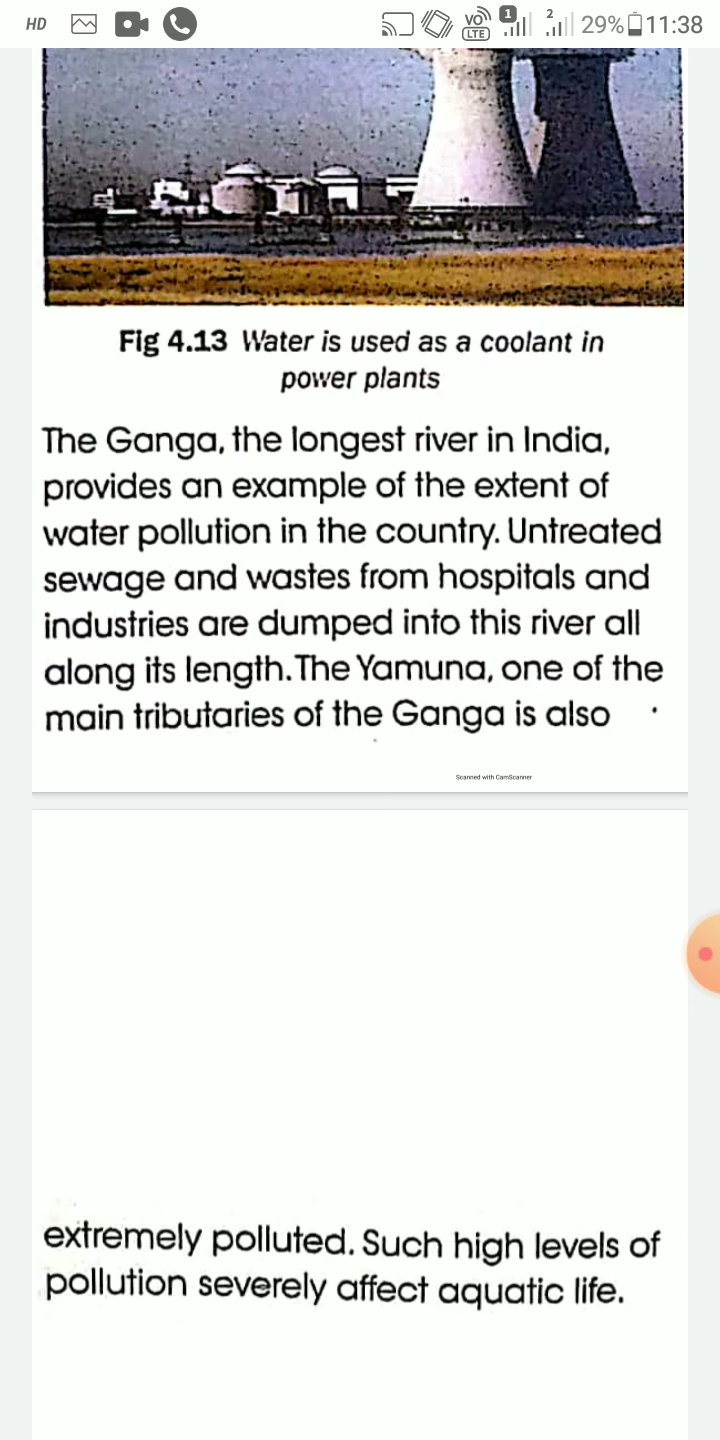 HD
VO
LTE
1
2
29%
11:38
Fig 4.13 Water is used as a coolant in
power plants
The Ganga, the longest river in India,
provides an example of the extent of
water pollution in the country. Untreated
sewage and wastes from hospitals and
industries are dumped into this river all
along its length. The Yamuna, one of the
main tributaries of the Ganga is also
Scanned with CamScanner
extremely polluted. Such high levels of
pollution severely affect aquatic life.